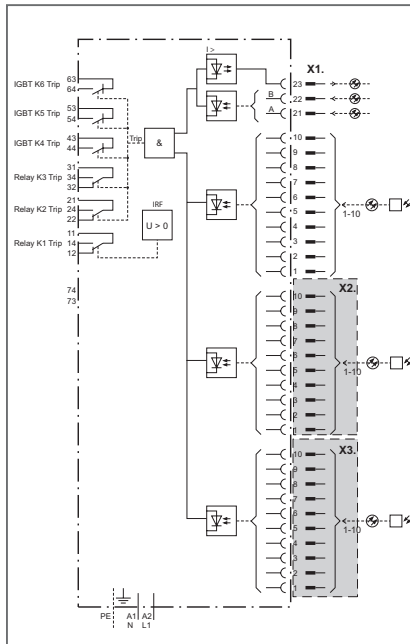 I >
X1.
63
IGBT K6 Trip
64
23
B
22
A
21
53
IGBT K5 Trip
54
Trip
&
43
IGBT K4 Trip
44
10
9
8
7
6
5
4
3
2
1
1-10
31
Relay K3 Trip
34
32
21
Relay K2 Trip
24
22
IRF
U > 0
11
Relay K1 Trip
14
12
74
73
X2.
10
9
8
7
6
5
4
3
2
1
1-10
X3.
10
9
8
7
6
5
4
3
2
1
1-10
PE
A1
A2
N
L1